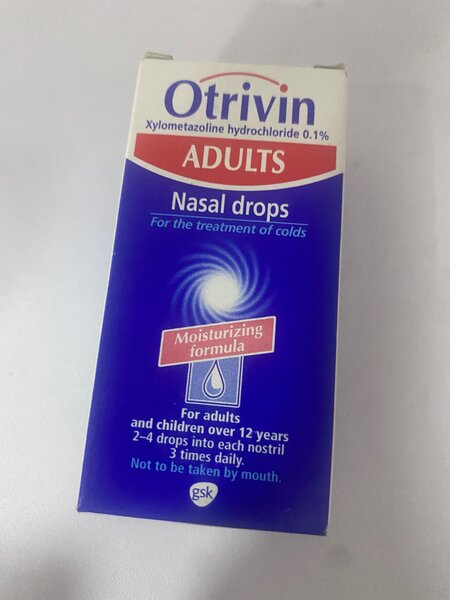 Otrivin
Xylometazoline hydrochloride 0.1%
ADULTS
Nasal drops
For the treatment of colds
Moisturizing
formula
For adults
and children over 12 years
2–4 drops into each nostril
3 times daily.
Not to be taken by mouth.
gsk